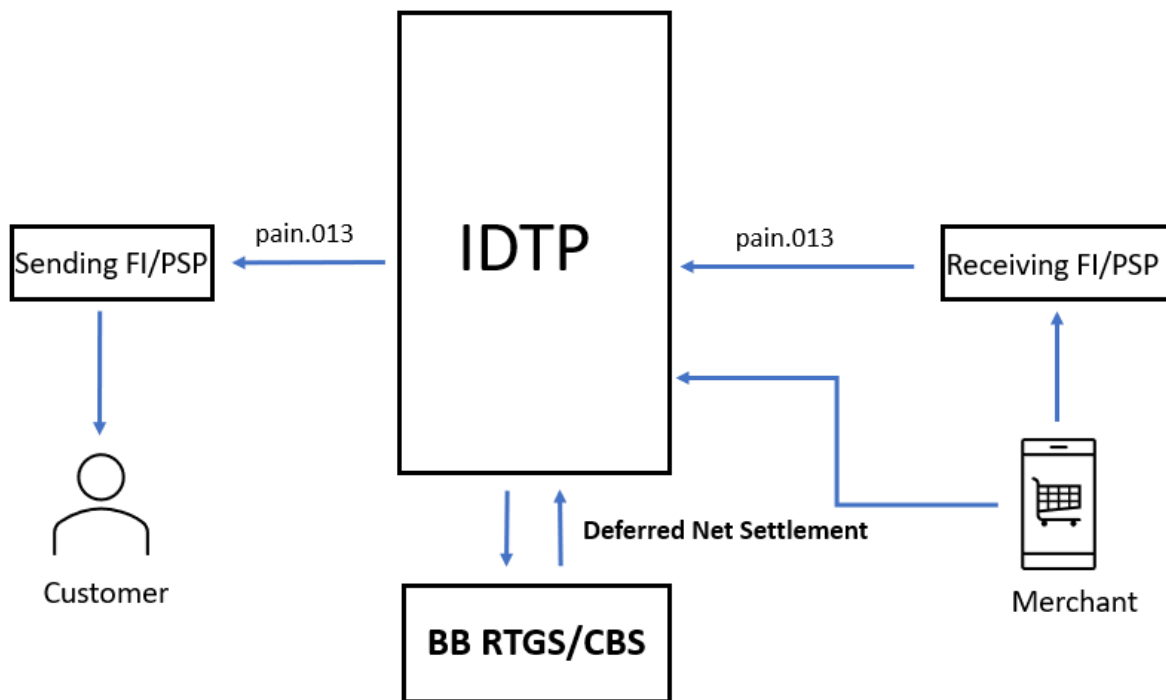 IDTP
pain.013
pain.013
Sending FI/PSP
Receiving FI/PSP
Deferred Net Settlement
Customer
Merchant
BB RTGS/CBS